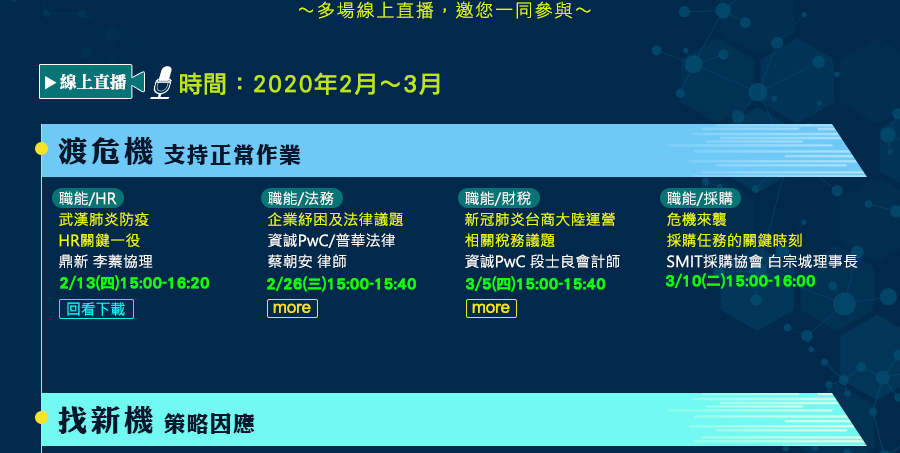 ～多場線上直播，邀您一同參與～
線上直播 時間：2020年2月～3月
渡危機 支持正常作業
職能/HR
武漢肺炎防疫
HR關鍵一役
鼎新 李蓁協理
2/13(四)15:00-16:20
回看下載
職能/法務
企業紓困及法律議題
資誠PwC/普華法律
蔡朝安 律師
2/26(三)15:00-15:40
more
職能/財稅
新冠肺炎台商大陸運營
相關稅務議題
資誠PwC 段士良會計師
3/5(四)15:00-15:40
more
職能/採購
危機來襲
採購任務的關鍵時刻
SMIT採購協會 白宗城理事長
3/10(二)15:00-16:00
找新機 策略因應